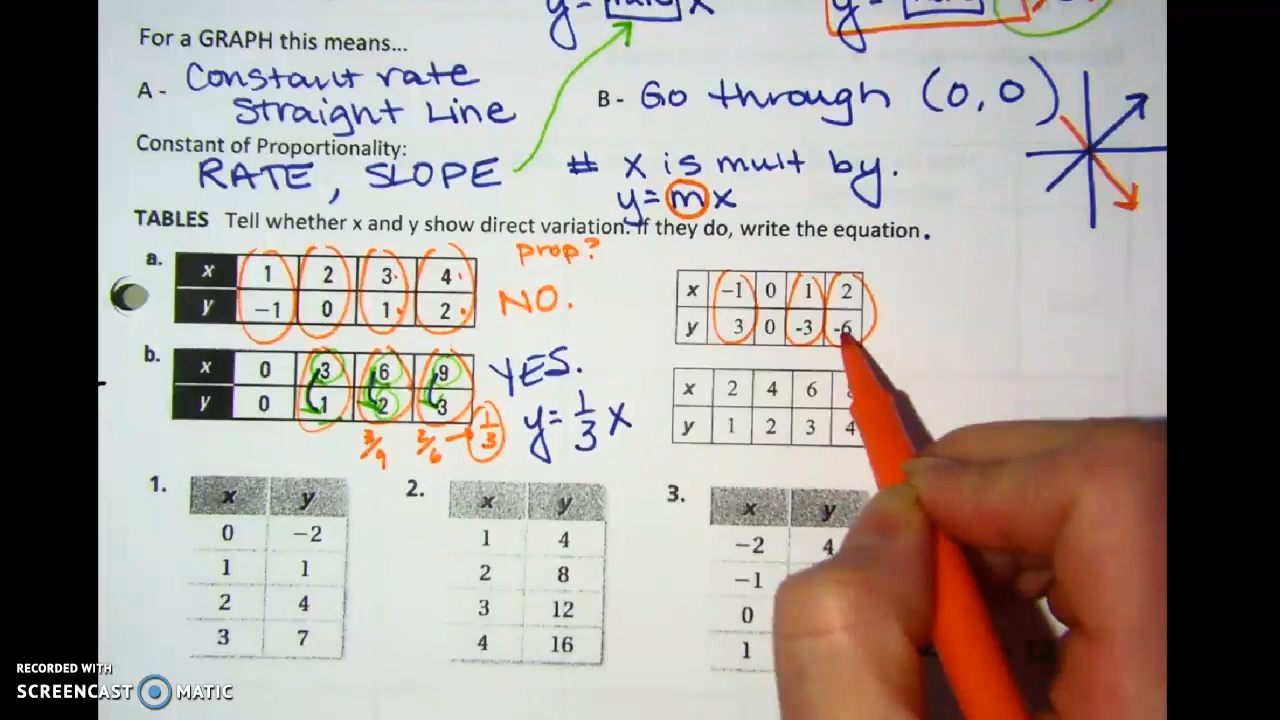 y = rate x
y =
For a GRAPH this means...
A - Constant rate
Straight Line
B - Go through (0,0)
Constant of Proportionality:
RATE, SLOPE
# x is mult by.
y=mx
TABLES Tell whether x and y show direct variation. If they do, write the equation.
prop?
a.
x 1 2 3 4
y −1 0 1 2
NO.
x −1 0 1 2
y 3 0 -3 -6
b.
x 0 3 6 9
y 0 1 2 3
YES.
y = 1/3 x
3/9 2/6 → 1/3
x 2 4 6
y 1 2 3 4
1.
x y
0 −2
1 1
2 4
3 7
2.
x y
1 4
2 8
3 12
4 16
3.
x y
−2 4
−1
0
1
RECORDED WITH
SCREENCAST MATIC